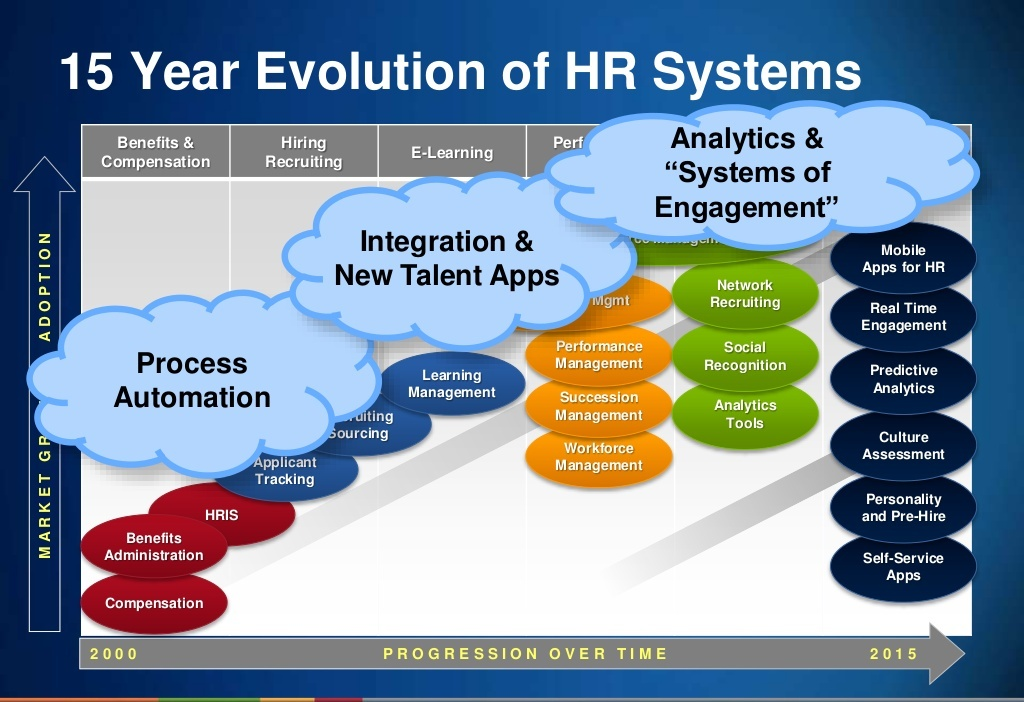 15 Year Evolution of HR Systems
Benefits &
Compensation
Hiring
Recruiting
E-Learning
Analytics &
“Systems of
Engagement”
Integration &
New Talent Apps
Process
Automation
Mgmt
Performance
Management
Succession
Management
Workforce
Management
Network
Recruiting
Social
Recognition
Analytics
Tools
Mobile
Apps for HR
Real Time
Engagement
Predictive
Analytics
Culture
Assessment
Personality
and Pre-Hire
Self-Service
Apps
Learning
Management
Sourcing
Applicant
Tracking
HRIS
Benefits
Administration
Compensation
MARKET
ADOPTION
2000
PROGRESSION OVER TIME
2015